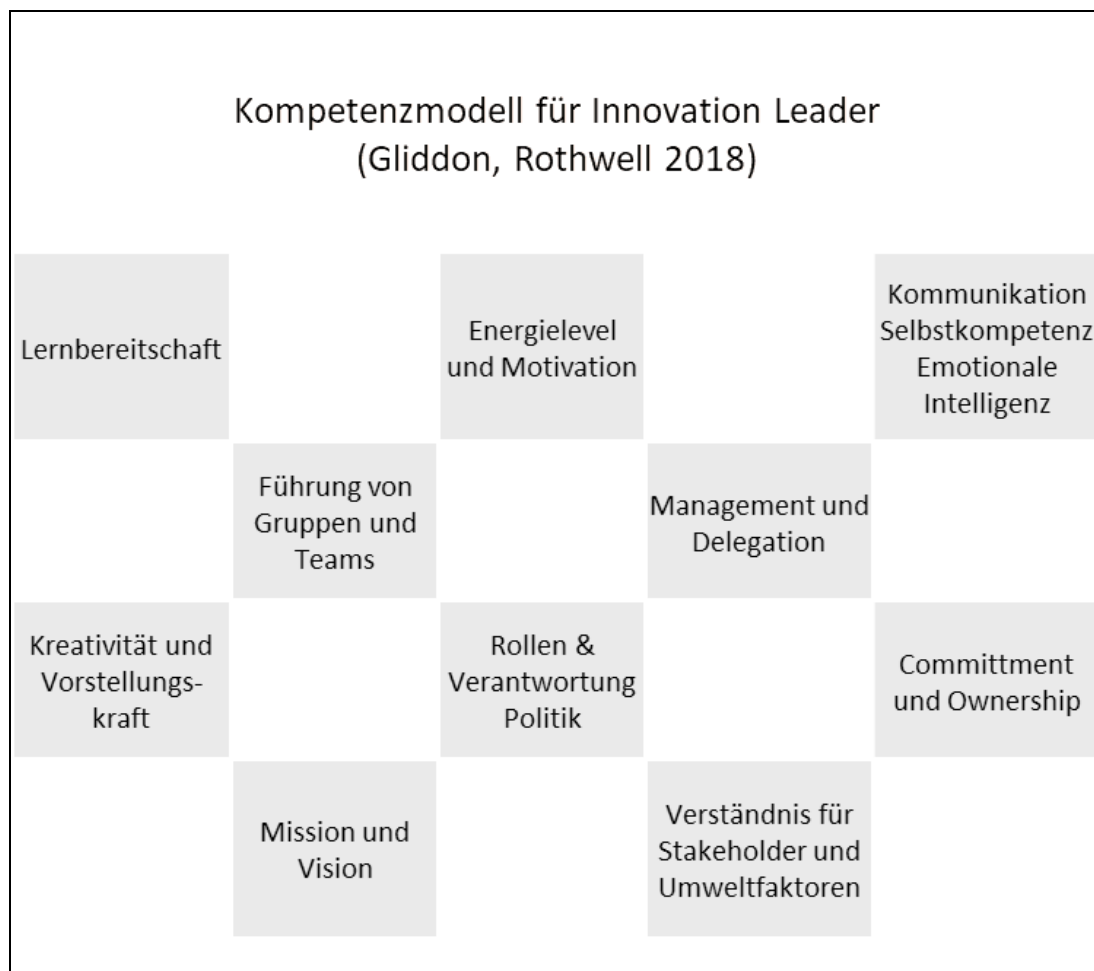 Kompetenzmodell für Innovation Leader
(Gliddon, Rothwell 2018)
Lernbereitschaft
Energielevel
und Motivation
Kommunikation
Selbstkompetenz
Emotionale
Intelligenz
Führung von
Gruppen und
Teams
Management und
Delegation
Kreativität und
Vorstellungs-
kraft
Rollen &
Verantwortung
Politik
Committment
und Ownership
Mission und
Vision
Verständnis für
Stakeholder und
Umweltfaktoren